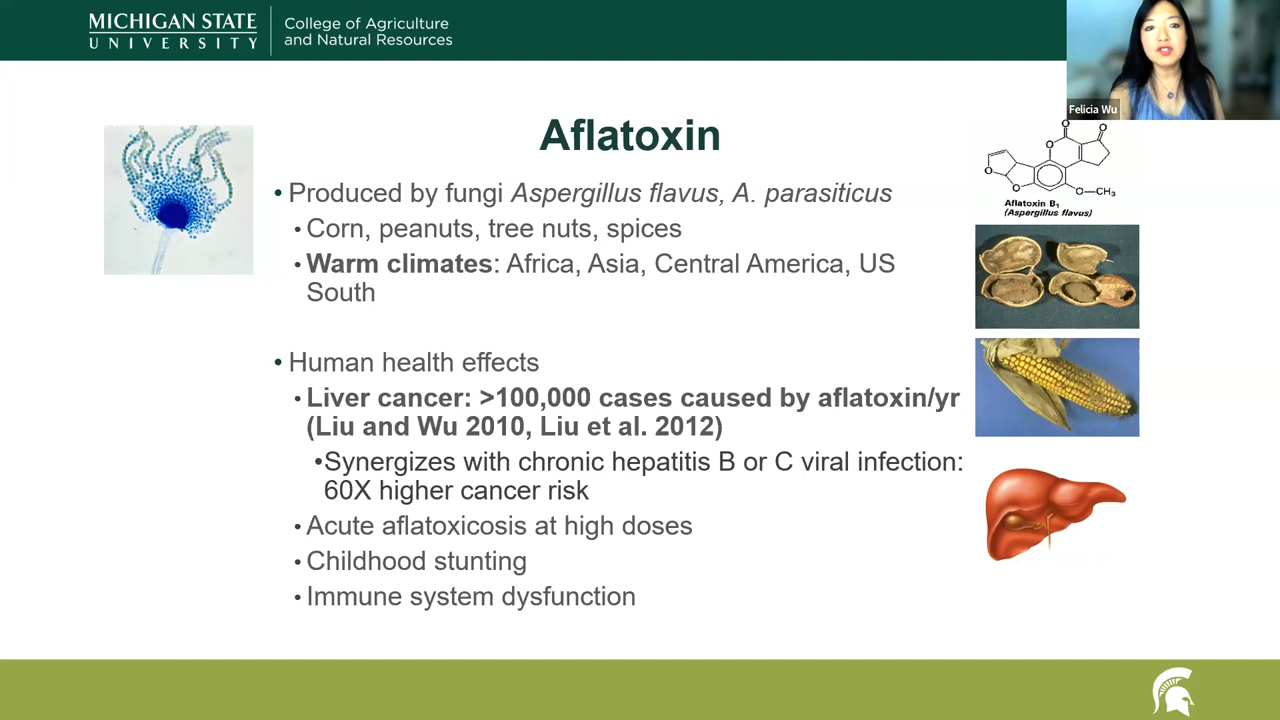 MICHIGAN STATE
UNIVERSITY
College of Agriculture
and Natural Resources
Felicia Wu
Aflatoxin
• Produced by fungi Aspergillus flavus, A. parasiticus
• Corn, peanuts, tree nuts, spices
• Warm climates: Africa, Asia, Central America, US
South
• Human health effects
• Liver cancer: >100,000 cases caused by aflatoxin/yr
(Liu and Wu 2010, Liu et al. 2012)
•Synergizes with chronic hepatitis B or C viral infection:
60X higher cancer risk
• Acute aflatoxicosis at high doses
• Childhood stunting
• Immune system dysfunction
O
O
O
O
O
O—CH₃
Aflatoxin B₁
(Aspergillus flavus)